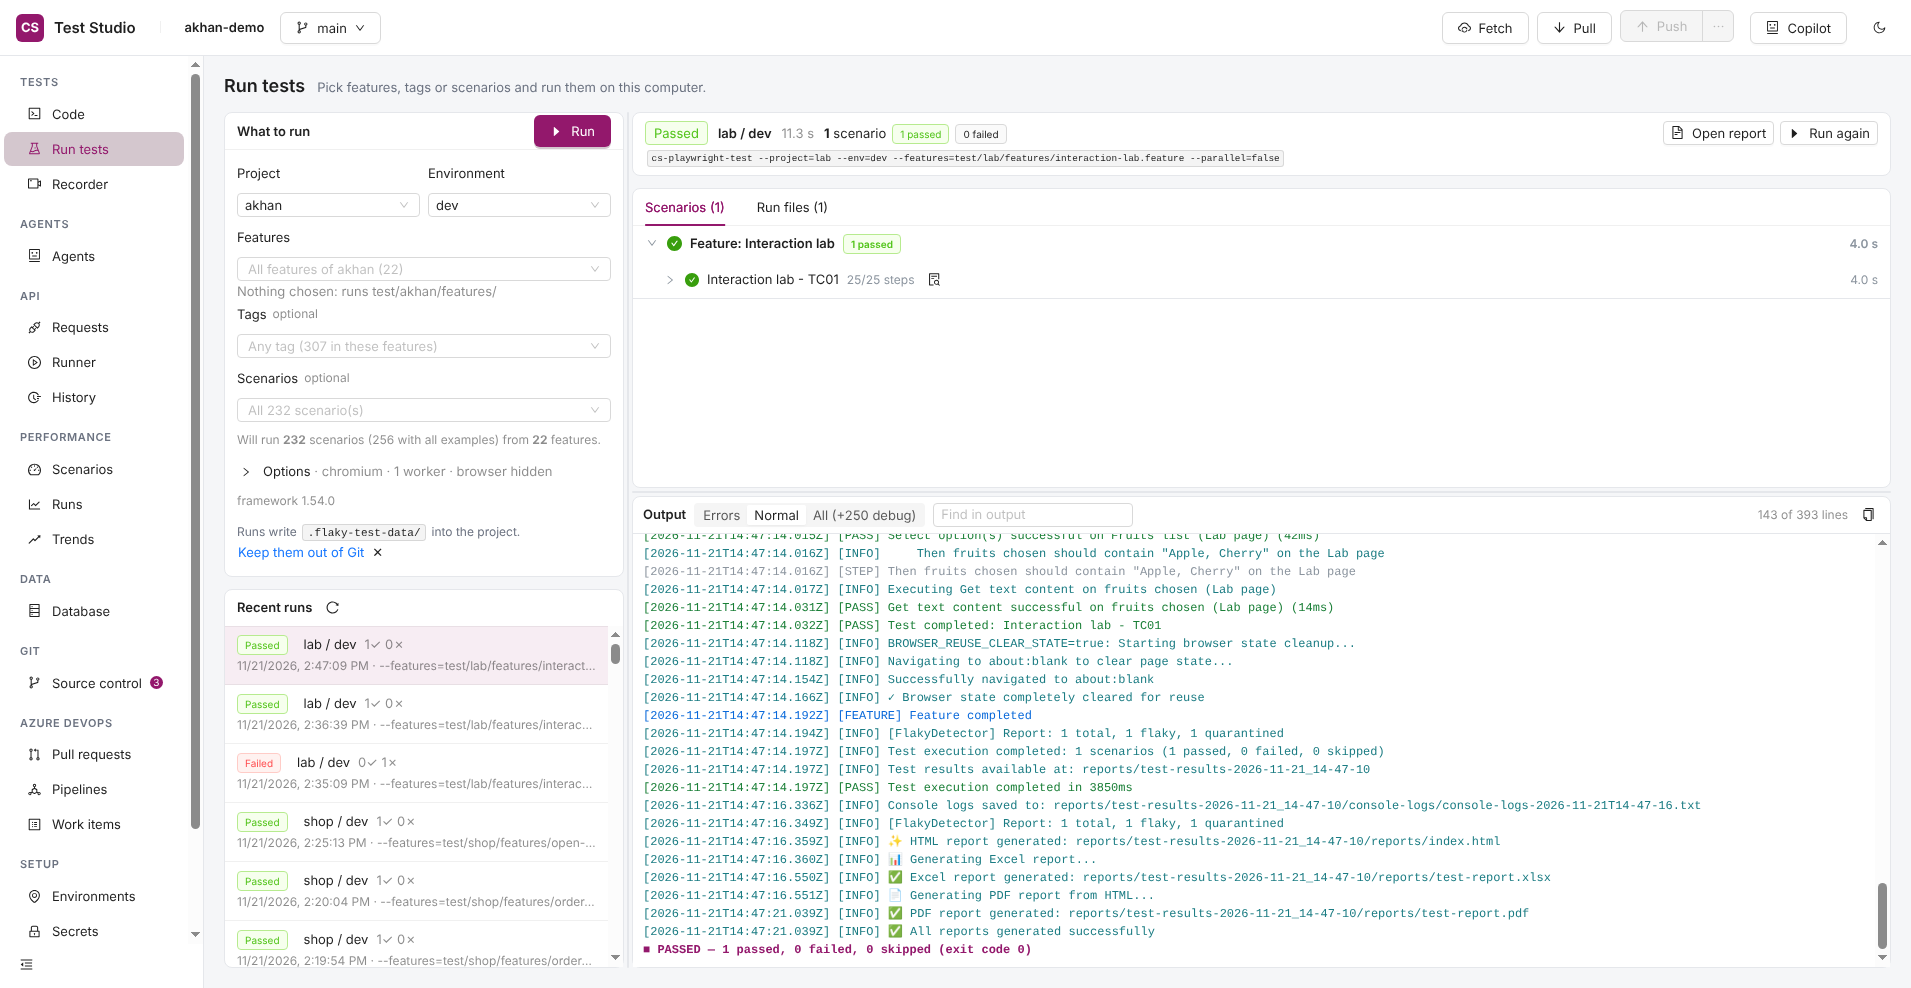 CS Test Studio akhan-demo main Fetch Pull Push ··· Copilot
TESTS
Code
Run tests
Recorder
AGENTS
Agents
API
Requests
Runner
History
PERFORMANCE
Scenarios
Runs
Trends
DATA
Database
GIT
Source control 3
AZURE DEVOPS
Pull requests
Pipelines
Work items
SETUP
Environments
Secrets
Run tests Pick features, tags or scenarios and run them on this computer.
What to run Run
Project Environment
akhan dev
Features
All features of akhan (22)
Nothing chosen: runs test/akhan/features/
Tags optional
Any tag (307 in these features)
Scenarios optional
All 232 scenario(s)
Will run 232 scenarios (256 with all examples) from 22 features.
Options · chromium · 1 worker · browser hidden
framework 1.54.0
Runs write .flaky-test-data/ into the project.
Keep them out of Git ×
Recent runs
Passed lab / dev 1✓ 0×
11/21/2026, 2:47:09 PM · --features=test/lab/features/interact...
Passed lab / dev 1✓ 0×
11/21/2026, 2:36:39 PM · --features=test/lab/features/interac...
Failed lab / dev 0✓ 1×
11/21/2026, 2:35:09 PM · --features=test/lab/features/interac...
Passed shop / dev 1✓ 0×
11/21/2026, 2:25:13 PM · --features=test/shop/features/open-...
Passed shop / dev 1✓ 0×
11/21/2026, 2:20:04 PM · --features=test/shop/features/order...
Passed shop / dev 1✓ 0×
11/21/2026, 2:19:54 PM · --features=test/shop/features/order...
Passed lab / dev 11.3 s 1 scenario 1 passed 0 failed Open report Run again
cs-playwright-test --project=lab --env=dev --features=test/lab/features/interaction-lab.feature --parallel=false
Scenarios (1) Run files (1)
Feature: Interaction lab 1 passed 4.0 s
Interaction lab - TC01 25/25 steps 4.0 s
Output Errors Normal All (+250 debug) Find in output 143 of 393 lines
[2026-11-21T14:47:14.015Z] [PASS] Select option(s) successful on Fruits list (Lab page) (42ms)
[2026-11-21T14:47:14.016Z] [INFO] Then fruits chosen should contain "Apple, Cherry" on the Lab page
[2026-11-21T14:47:14.016Z] [STEP] Then fruits chosen should contain "Apple, Cherry" on the Lab page
[2026-11-21T14:47:14.017Z] [INFO] Executing Get text content on fruits chosen (Lab page)
[2026-11-21T14:47:14.031Z] [PASS] Get text content successful on fruits chosen (Lab page) (14ms)
[2026-11-21T14:47:14.032Z] [PASS] Test completed: Interaction lab - TC01
[2026-11-21T14:47:14.118Z] [INFO] BROWSER_REUSE_CLEAR_STATE=true: Starting browser state cleanup...
[2026-11-21T14:47:14.118Z] [INFO] Navigating to about:blank to clear page state...
[2026-11-21T14:47:14.154Z] [INFO] Successfully navigated to about:blank
[2026-11-21T14:47:14.166Z] [INFO] ✓ Browser state completely cleared for reuse
[2026-11-21T14:47:14.192Z] [FEATURE] Feature completed
[2026-11-21T14:47:14.194Z] [INFO] [FlakyDetector] Report: 1 total, 1 flaky, 1 quarantined
[2026-11-21T14:47:14.197Z] [INFO] Test execution completed: 1 scenarios (1 passed, 0 failed, 0 skipped)
[2026-11-21T14:47:14.197Z] [INFO] Test results available at: reports/test-results-2026-11-21_14-47-10
[2026-11-21T14:47:14.197Z] [PASS] Test execution completed in 3850ms
[2026-11-21T14:47:16.336Z] [INFO] Console logs saved to: reports/test-results-2026-11-21_14-47-10/console-logs/console-logs-2026-11-21T14-47-16.txt
[2026-11-21T14:47:16.349Z] [INFO] [FlakyDetector] Report: 1 total, 1 flaky, 1 quarantined
[2026-11-21T14:47:16.359Z] [INFO] ✨ HTML report generated: reports/test-results-2026-11-21_14-47-10/reports/index.html
[2026-11-21T14:47:16.360Z] [INFO] 📊 Generating Excel report...
[2026-11-21T14:47:16.550Z] [INFO] ✅ Excel report generated: reports/test-results-2026-11-21_14-47-10/reports/test-report.xlsx
[2026-11-21T14:47:16.551Z] [INFO] 📄 Generating PDF report from HTML...
[2026-11-21T14:47:21.039Z] [INFO] ✅ PDF report generated: reports/test-results-2026-11-21_14-47-10/reports/test-report.pdf
[2026-11-21T14:47:21.039Z] [INFO] ✅ All reports generated successfully
■ PASSED — 1 passed, 0 failed, 0 skipped (exit code 0)